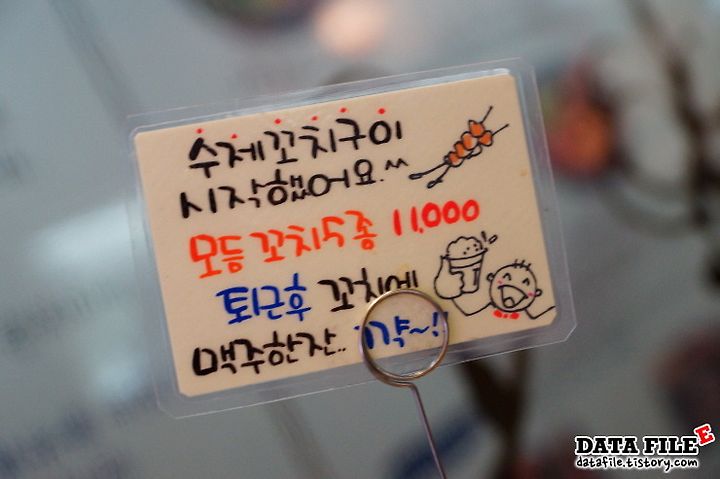 수제꼬치구이
시작했어요.^^
모듬 꼬치5종 11,000
퇴근후 꼬치에
맥주한잔..
DATA FILE E
datafile.tistory.com